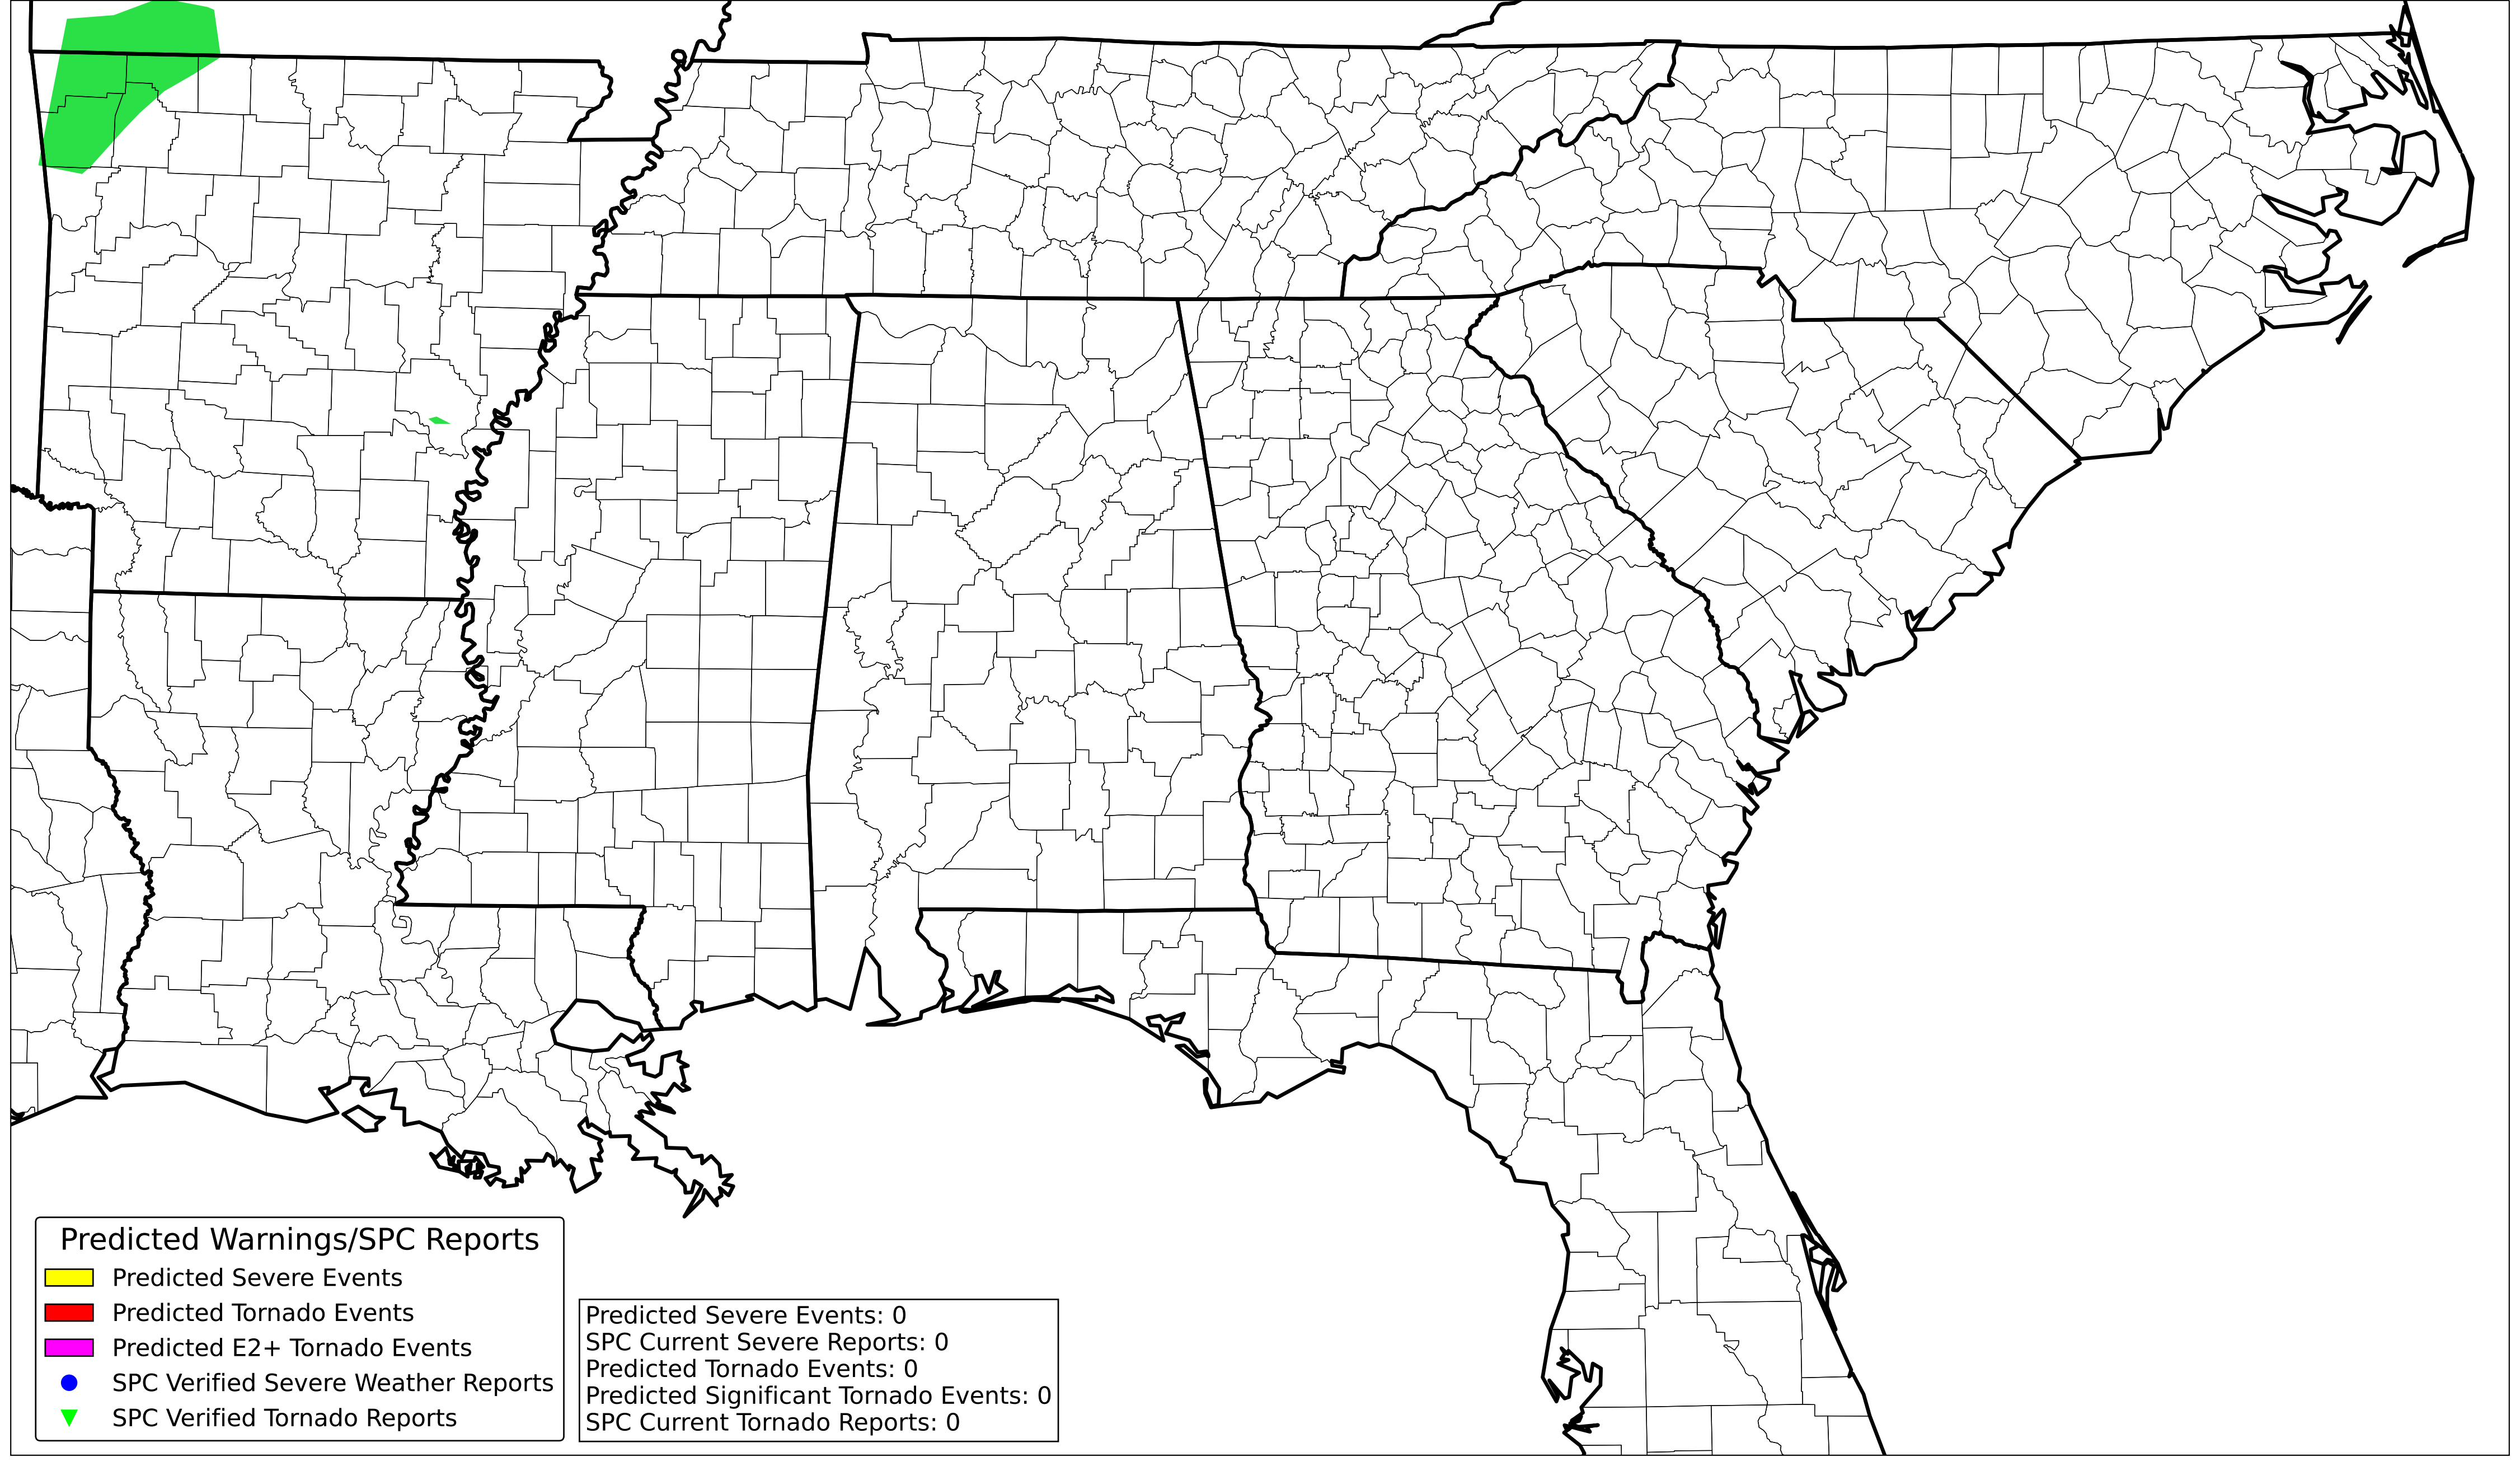 Predicted Warnings/SPC Reports
Predicted Severe Events
Predicted Tornado Events
Predicted E2+ Tornado Events
SPC Verified Severe Weather Reports
SPC Verified Tornado Reports
Predicted Severe Events: 0
SPC Current Severe Reports: 0
Predicted Tornado Events: 0
Predicted Significant Tornado Events: 0
SPC Current Tornado Reports: 0